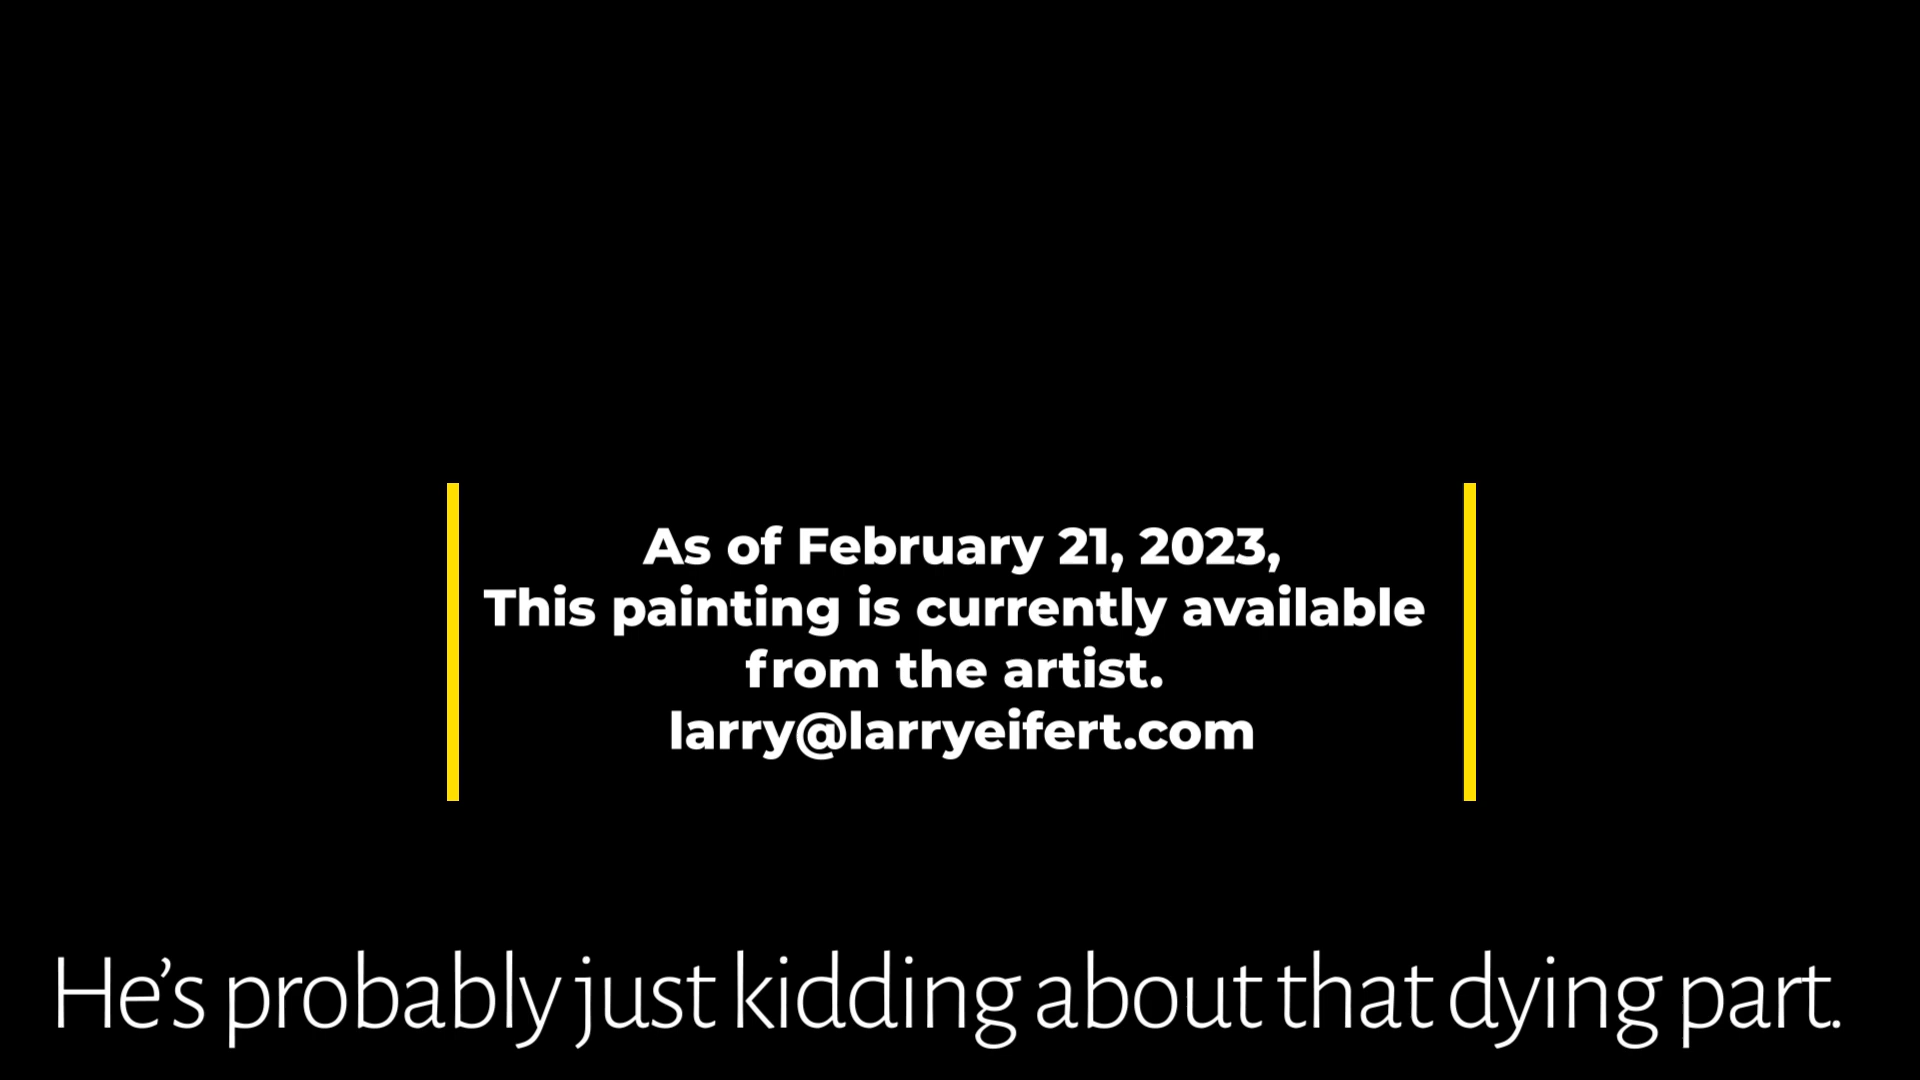 As of February 21, 2023,
This painting is currently available
from the artist.
larry@larryeifert.com
He’s probably just kidding about that dying part.